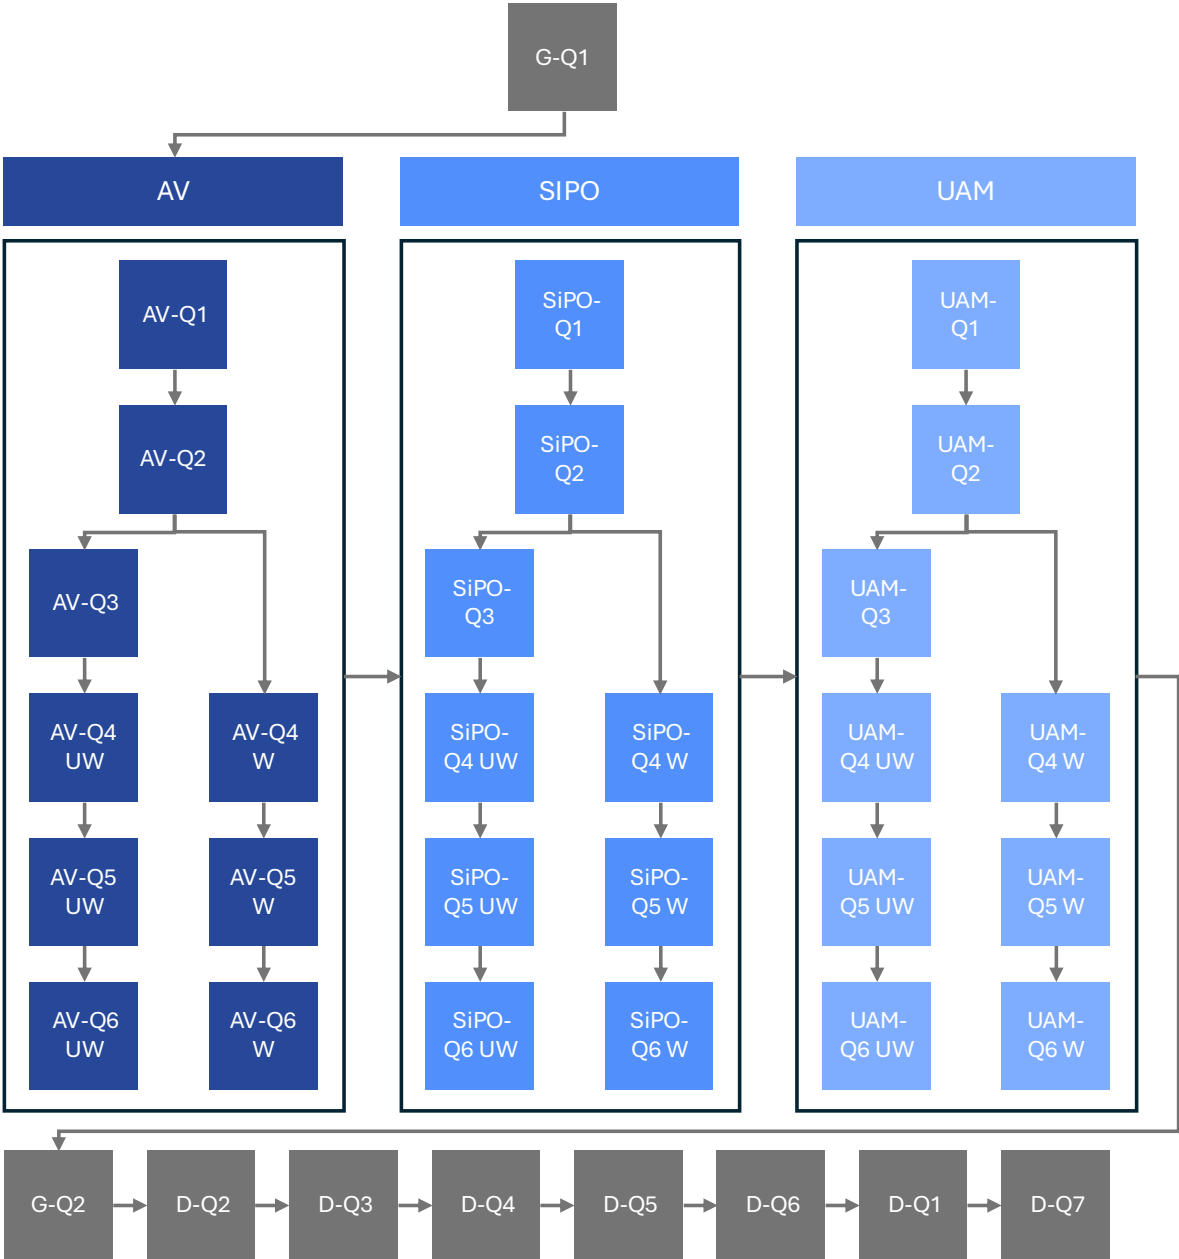 G-Q1
AV
SIPO
UAM
AV-Q1
AV-Q2
AV-Q3
AV-Q4
UW
AV-Q4
W
AV-Q5
UW
AV-Q5
W
AV-Q6
UW
AV-Q6
W
SiPO-
Q1
SiPO-
Q2
SiPO-
Q3
SiPO-
Q4 UW
SiPO-
Q4 W
SiPO-
Q5 UW
SiPO-
Q5 W
SiPO-
Q6 UW
SiPO-
Q6 W
UAM-
Q1
UAM-
Q2
UAM-
Q3
UAM-
Q4 UW
UAM-
Q4 W
UAM-
Q5 UW
UAM-
Q5 W
UAM-
Q6 UW
UAM-
Q6 W
G-Q2
D-Q2
D-Q3
D-Q4
D-Q5
D-Q6
D-Q1
D-Q7